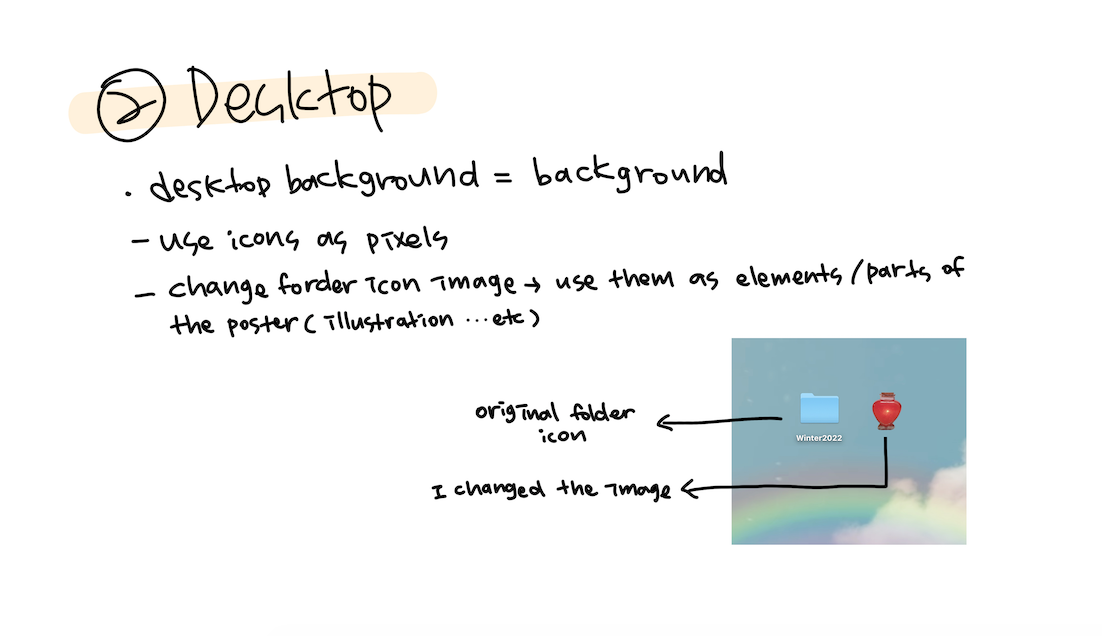 ② Desktop
· desktop background = background
- use icons as pixels
- change forder icon image → use them as elements/parts of
the poster ( illustration ... etc )
original folder
icon
Winter2022
I changed the image